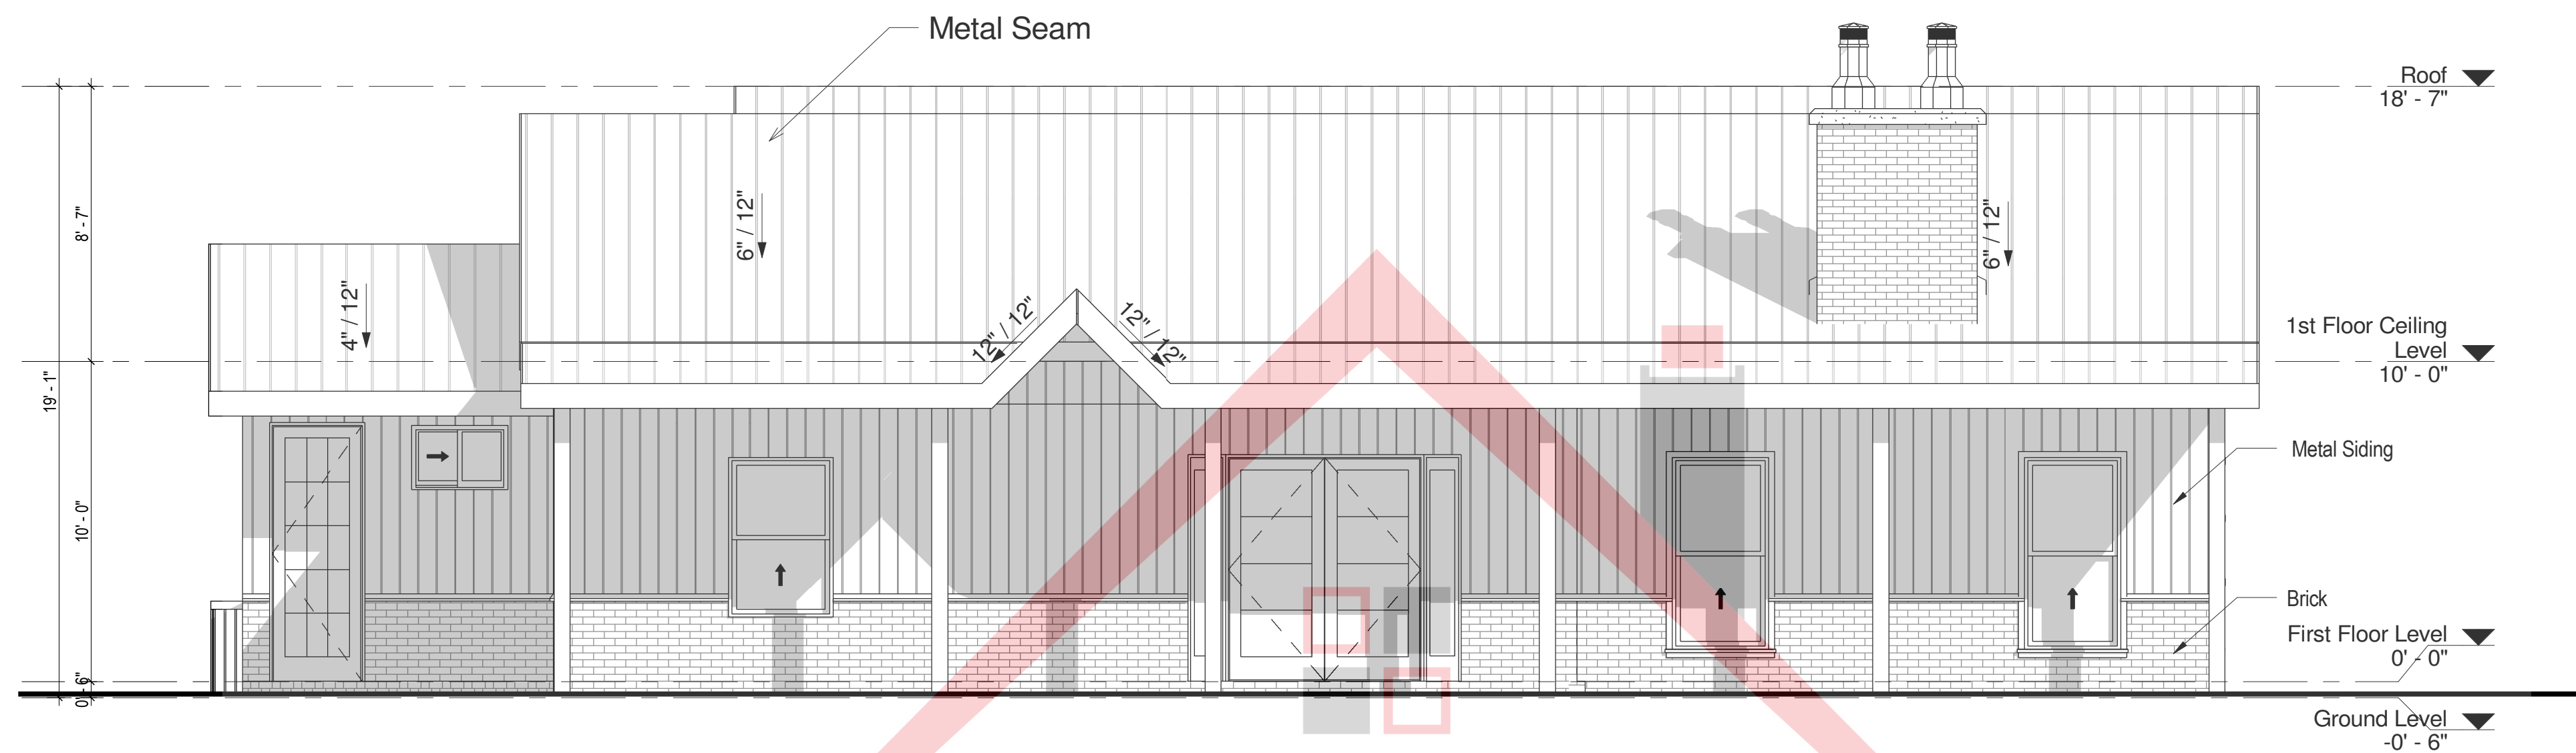 Metal Seam
Roof
18' - 7"
8' - 7"
6" / 12"
6" / 12"
4" / 12"
12" / 12"
12" / 12"
1st Floor Ceiling
Level
10' - 0"
19' - 1"
Metal Siding
10' - 0"
Brick
First Floor Level
0' - 0"
0' - 6"
Ground Level
-0' - 6"